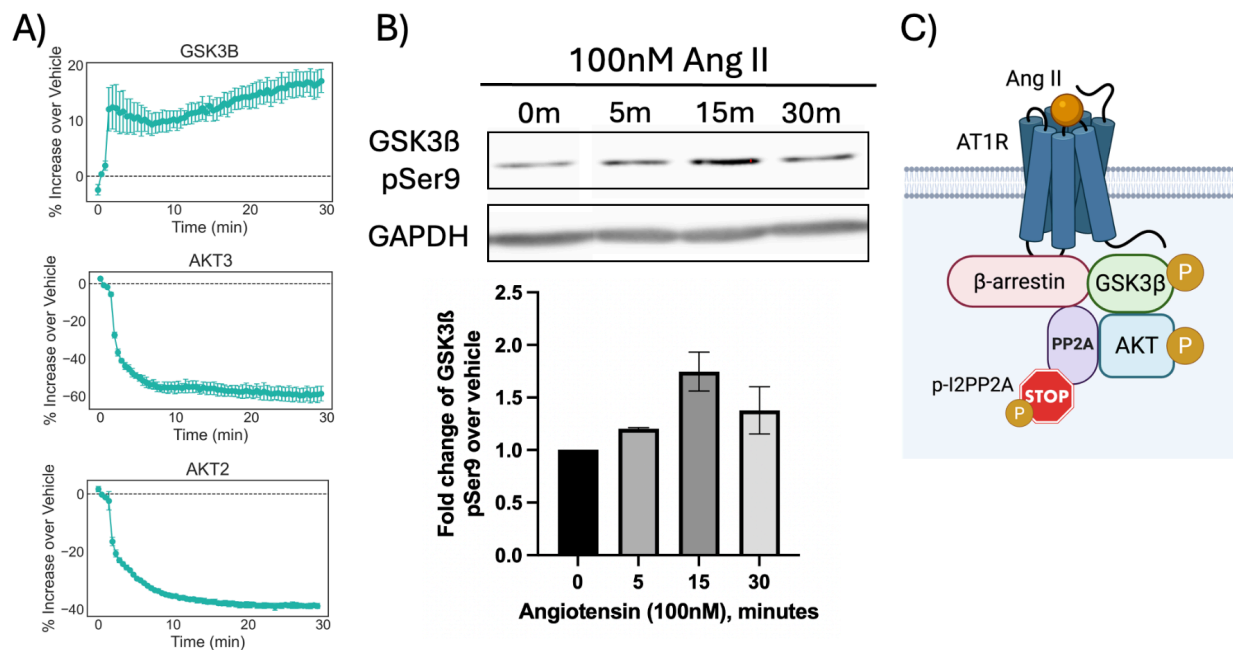 A)
GSK3B
% Increase over Vehicle
20
10
0
0
10
20
30
Time (min)
AKT3
% Increase over Vehicle
0
−20
−40
−60
0
10
20
30
Time (min)
AKT2
% Increase over Vehicle
0
−20
−40
0
10
20
30
Time (min)
B)
100nM Ang II
0m 5m 15m 30m
GSK3ß
pSer9
GAPDH
Fold change of GSK3ß
pSer9 over vehicle
2.5
2.0
1.5
1.0
0.5
0.0
0 5 15 30
Angiotensin (100nM), minutes
C)
Ang II
AT1R
β-arrestin
GSK3β
P
PP2A
AKT
P
p-I2PP2A
STOP
P